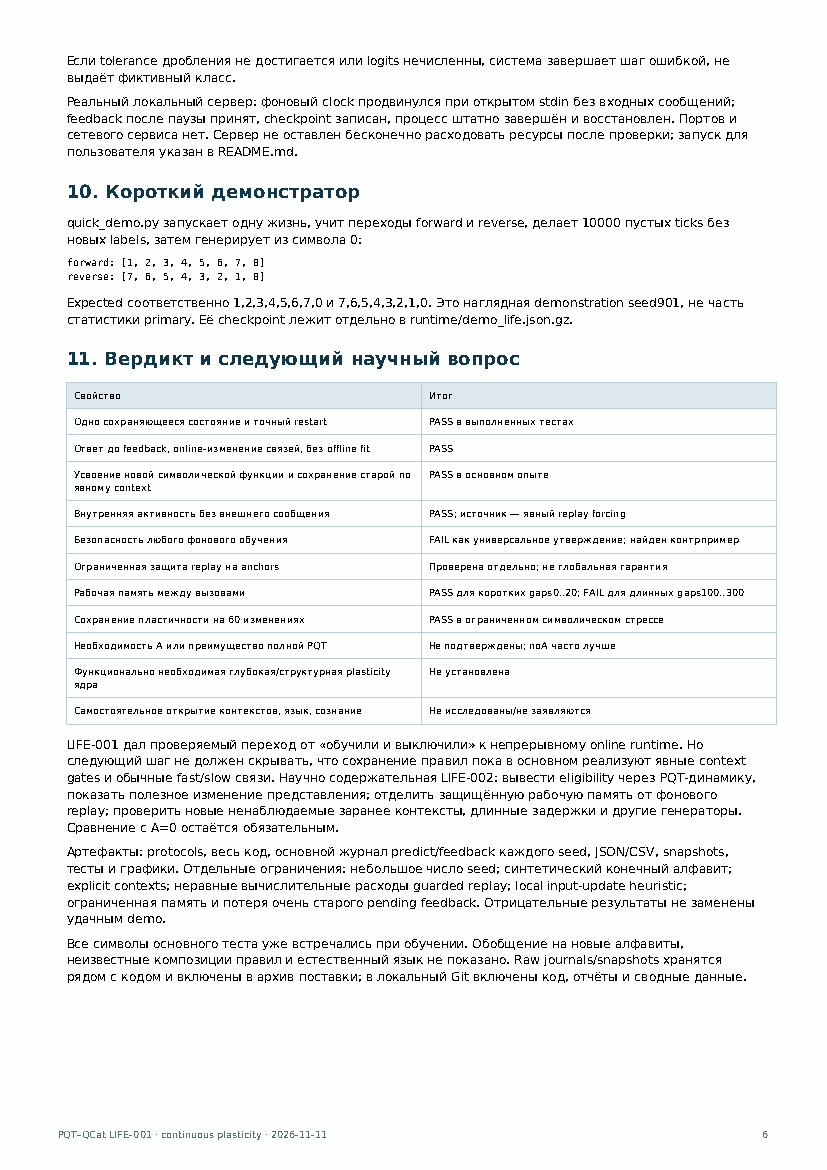 Если tolerance дробления не достигается или logits нечисленны, система завершает шаг ошибкой, не
выдаёт фиктивный класс.
Реальный локальный сервер: фоновый clock продвинулся при открытом stdin без входных сообщений;
feedback после паузы принят, checkpoint записан, процесс штатно завершён и восстановлен. Портов и
сетевого сервиса нет. Сервер не оставлен бесконечно расходовать ресурсы после проверки; запуск для
пользователя указан в README.md.
10. Короткий демонстратор
quick_demo.py запускает одну жизнь, учит переходы forward и reverse, делает 10000 пустых ticks без
новых labels, затем генерирует из символа 0:
forward: [1, 2, 3, 4, 5, 6, 7, 0]
reverse: [7, 6, 5, 4, 3, 2, 1, 0]
Expected соответственно 1,2,3,4,5,6,7,0 и 7,6,5,4,3,2,1,0. Это наглядная demonstration seed901, не часть
статистики primary. Её checkpoint лежит отдельно в runtime/demo_life.json.gz.
11. Вердикт и следующий научный вопрос
Свойство Итог
Одно сохраняющееся состояние и точный restart PASS в выполненных тестах
Ответ до feedback, online-изменение связей, без offline fit PASS
Усвоение новой символической функции и сохранение старой по PASS в основном опыте
явному context
Внутренняя активность без внешнего сообщения PASS; источник — явный replay forcing
Безопасность любого фонового обучения FAIL как универсальное утверждение; найден контрпример
Ограниченная защита replay на anchors Проверена отдельно; не глобальная гарантия
Рабочая память между вызовами PASS для коротких gaps0..20; FAIL для длинных gaps100..300
Сохранение пластичности на 60 изменениях PASS в ограниченном символическом стрессе
Необходимость A или преимущество полной PQT Не подтверждены; noA часто лучше
Функционально необходимая глубокая/структурная plasticity Не установлена
ядра
Самостоятельное открытие контекстов, язык, сознание Не исследованы/не заявляются
LIFE-001 дал проверяемый переход от «обучили и выключили» к непрерывному online runtime. Но
следующий шаг не должен скрывать, что сохранение правил пока в основном реализуют явные context
gates и обычные fast/slow связи. Научно содержательная LIFE-002: вывести eligibility через PQT-динамику,
показать полезное изменение представления; отделить защищённую рабочую память от фонового
replay; проверить новые ненаблюдаемые заранее контексты, длинные задержки и другие генераторы.
Сравнение с A=0 остаётся обязательным.
Артефакты: protocols, весь код, основной журнал predict/feedback каждого seed, JSON/CSV, snapshots,
тесты и графики. Отдельные ограничения: небольшое число seed; синтетический конечный алфавит;
explicit contexts; неравные вычислительные расходы guarded replay; local input-update heuristic;
ограниченная память и потеря очень старого pending feedback. Отрицательные результаты не заменены
удачным demo.
Все символы основного теста уже встречались при обучении. Обобщение на новые алфавиты,
неизвестные композиции правил и естественный язык не показано. Raw journals/snapshots хранятся
рядом с кодом и включены в архив поставки; в локальный Git включены код, отчёты и сводные данные.
PQT–QCat LIFE-001 · continuous plasticity · 2026-11-11 6